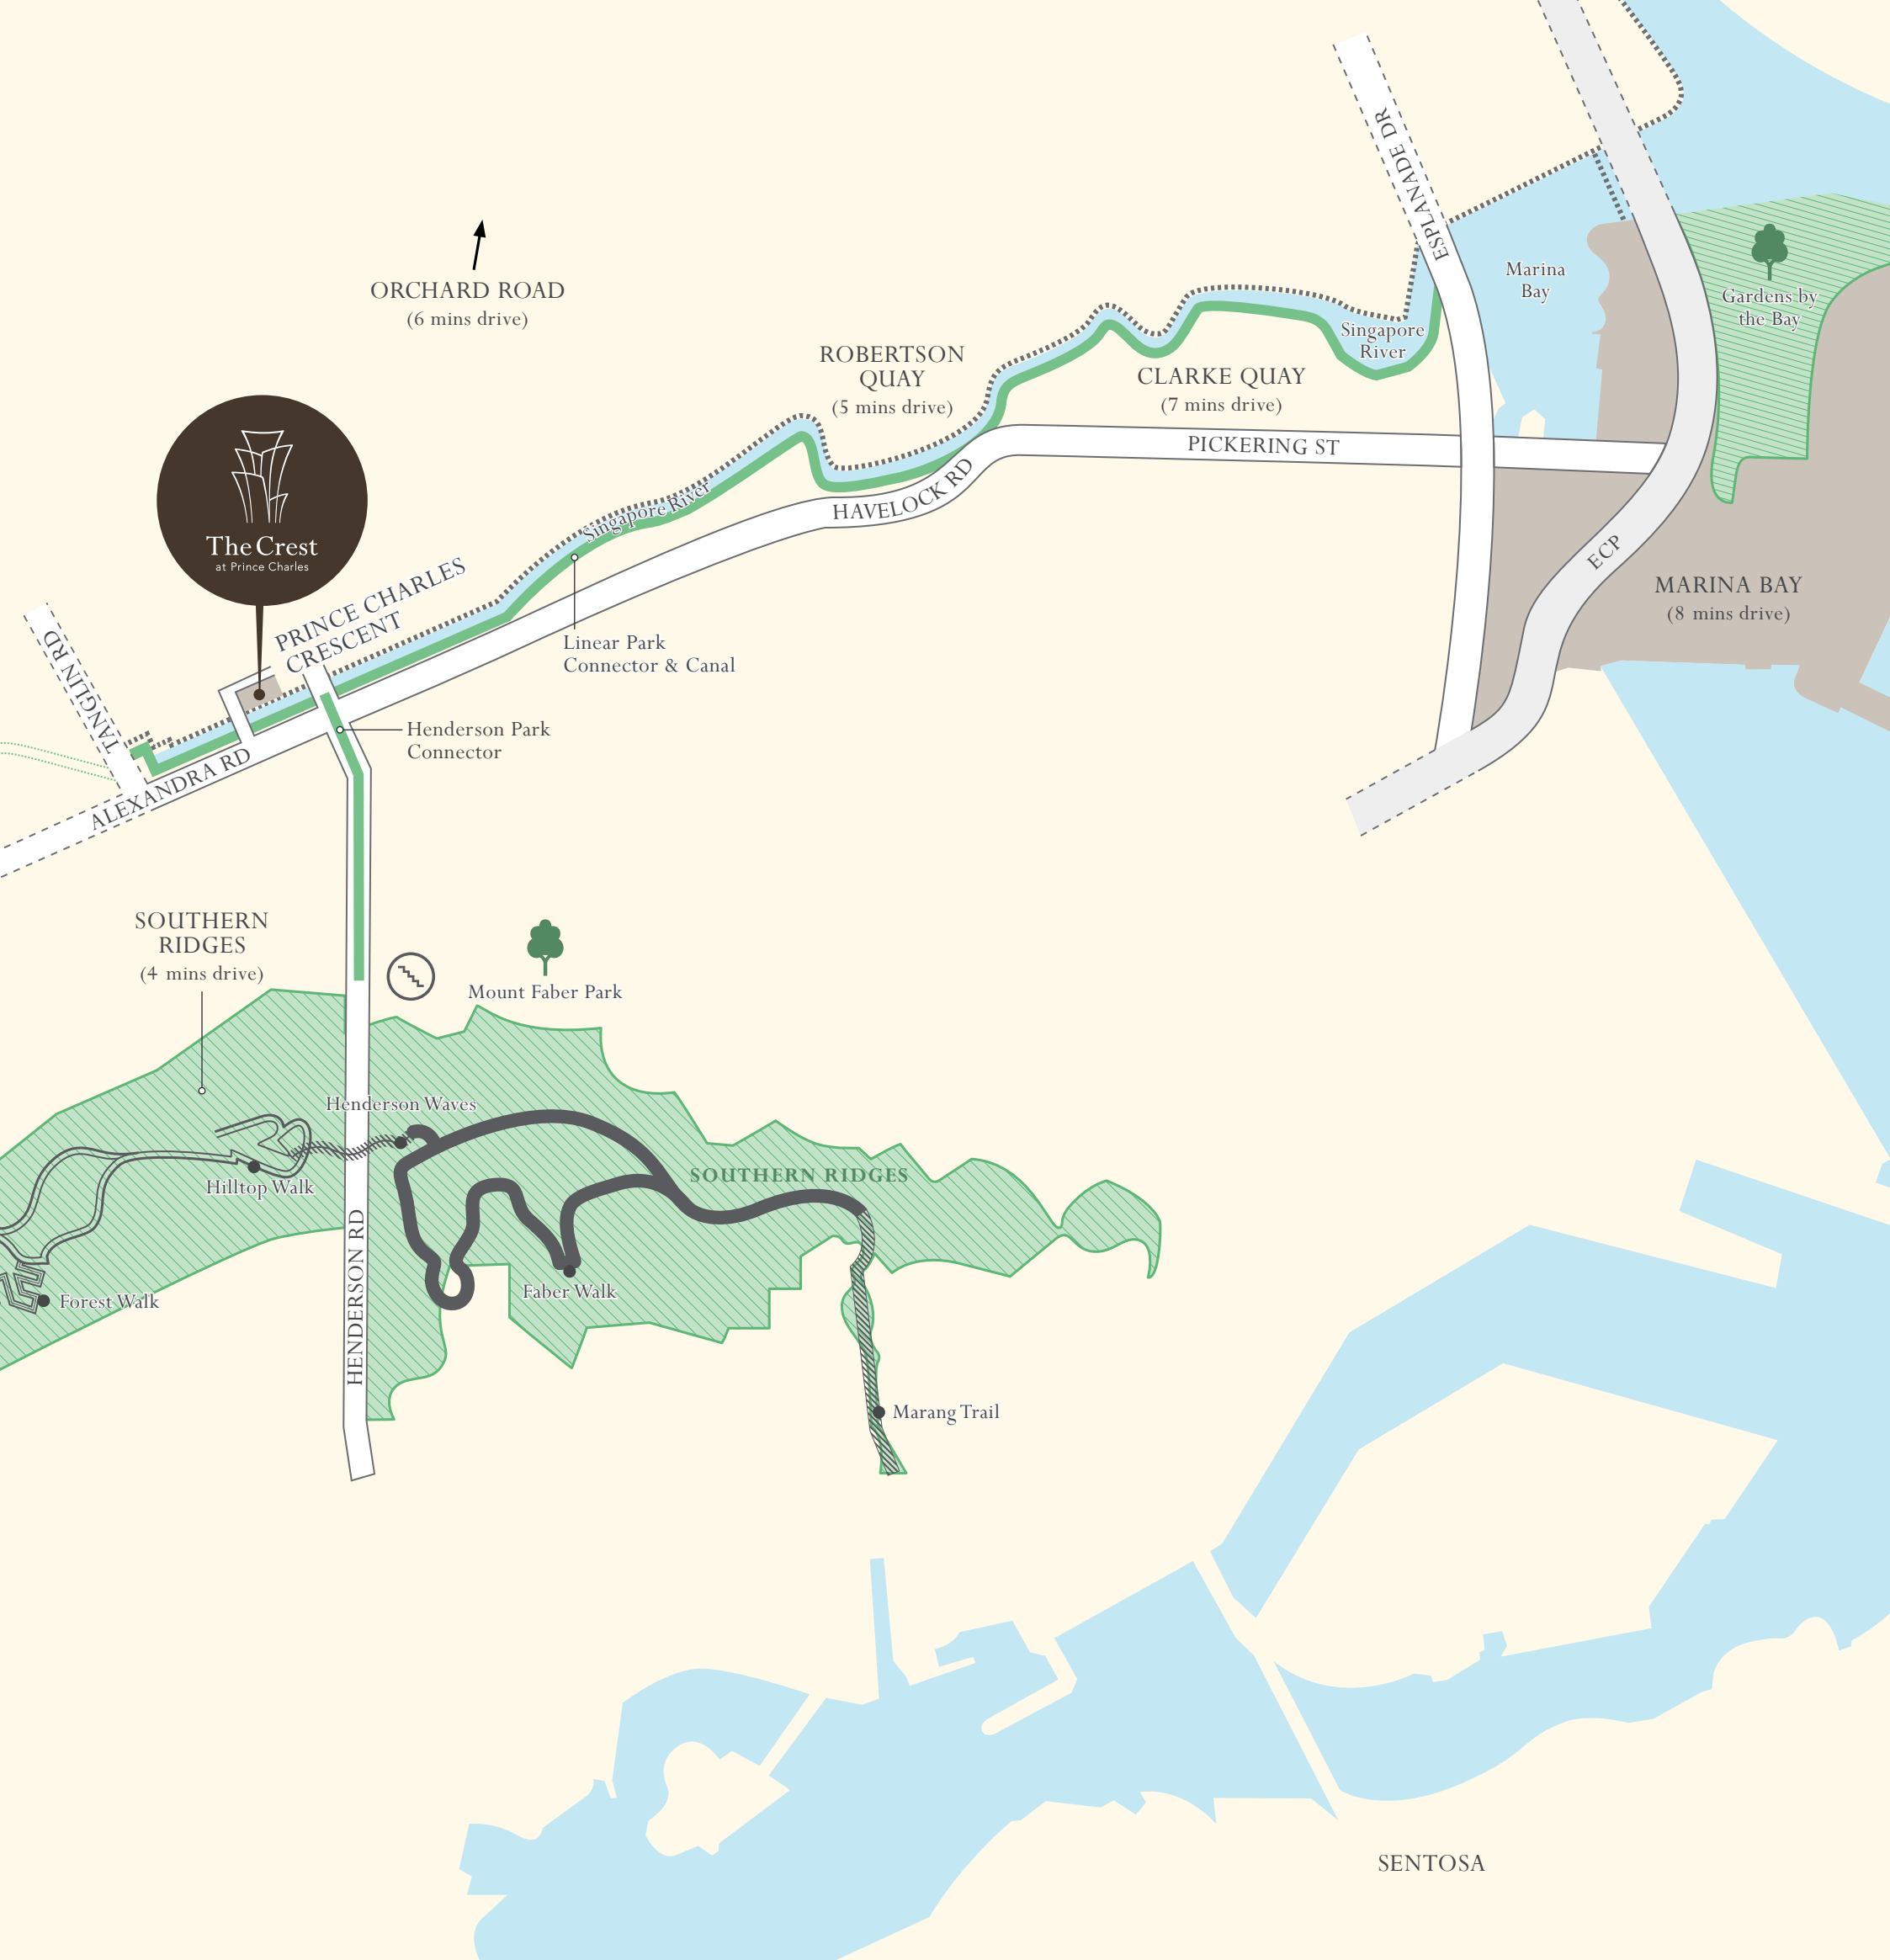 ESPLANADE DR
Marina
Bay
Gardens by
the Bay
ORCHARD ROAD
(6 mins drive)
Singapore
River
ROBERTSON
QUAY
(5 mins drive)
CLARKE QUAY
(7 mins drive)
PICKERING ST
HAVELOCK RD
Singapore River
The Crest
at Prince Charles
ECP
MARINA BAY
(8 mins drive)
PRINCE CHARLES
CRESCENT
Linear Park
Connector & Canal
TANGLIN RD
Henderson Park
Connector
ALEXANDRA RD
SOUTHERN
RIDGES
(4 mins drive)
Mount Faber Park
Henderson Waves
SOUTHERN RIDGES
Hilltop Walk
HENDERSON RD
Faber Walk
Forest Walk
Marang Trail
SENTOSA